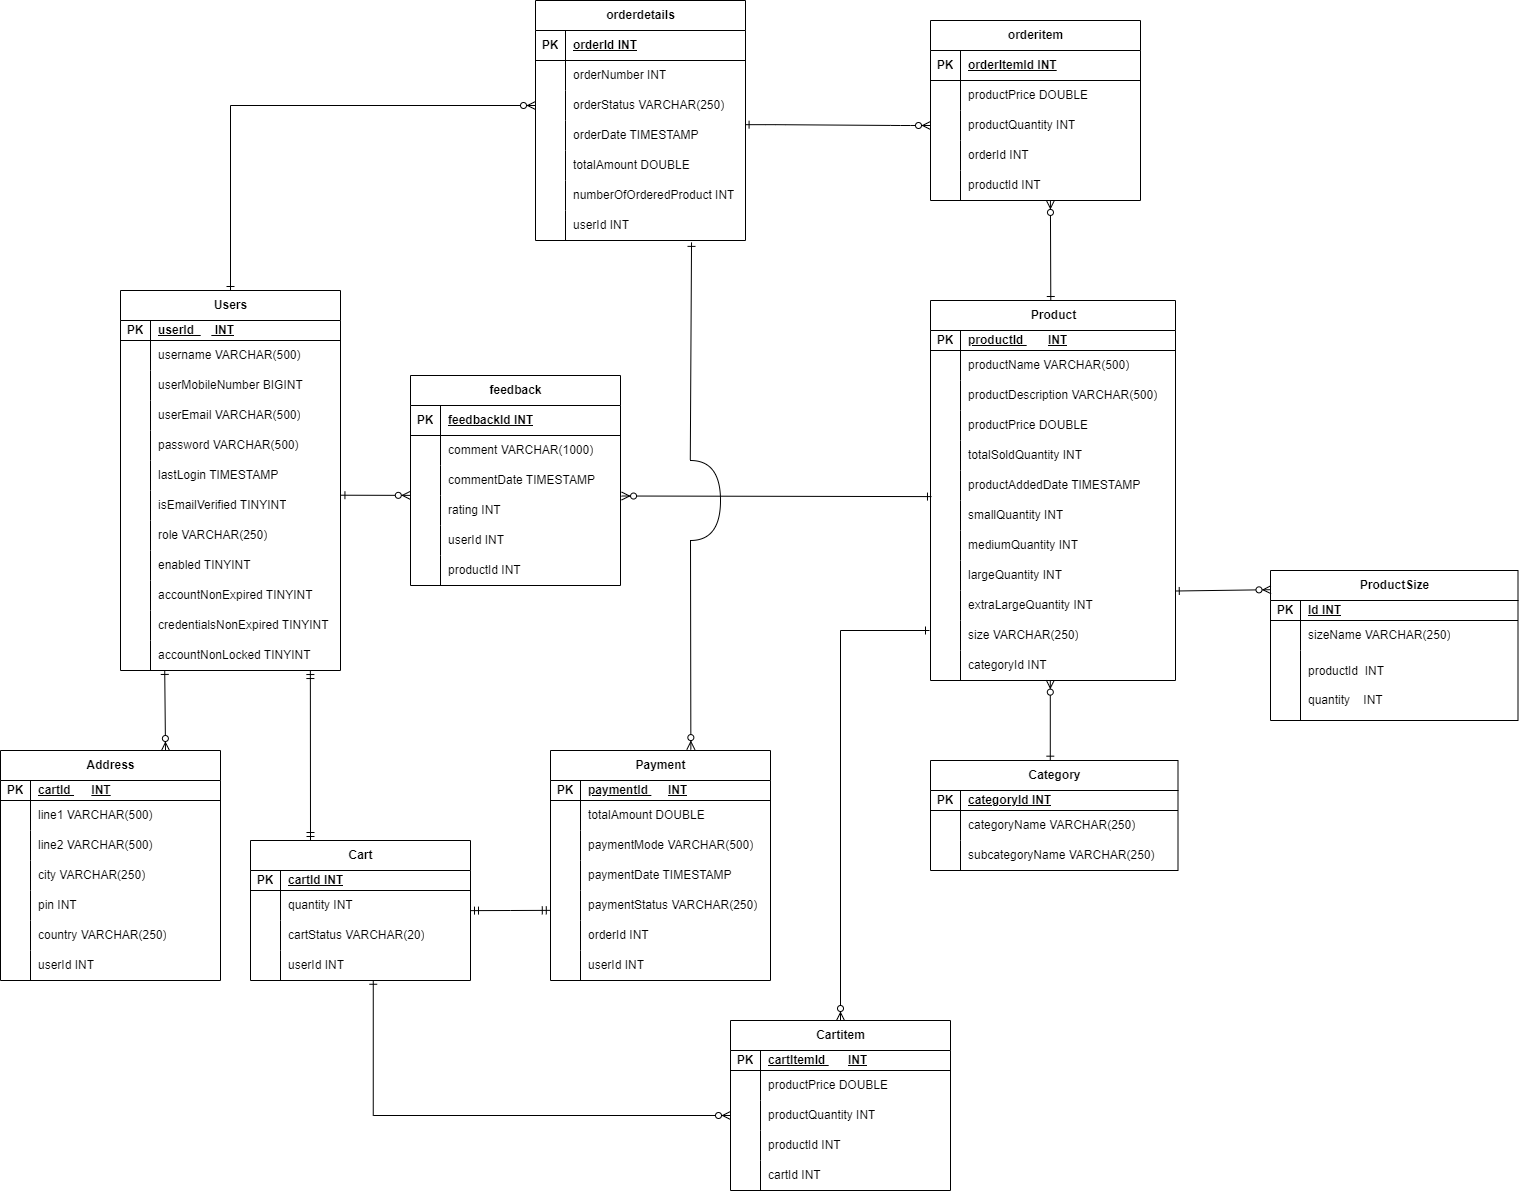 orderdetails
PK orderId INT
orderNumber INT
orderStatus VARCHAR(250)
orderDate TIMESTAMP
totalAmount DOUBLE
numberOfOrderedProduct INT
userId INT
orderitem
PK orderItemId INT
productPrice DOUBLE
productQuantity INT
orderId INT
productId INT
Users
PK userId INT
username VARCHAR(500)
userMobileNumber BIGINT
userEmail VARCHAR(500)
password VARCHAR(500)
lastLogin TIMESTAMP
isEmailVerified TINYINT
role VARCHAR(250)
enabled TINYINT
accountNonExpired TINYINT
credentialsNonExpired TINYINT
accountNonLocked TINYINT
feedback
PK feedbackId INT
comment VARCHAR(1000)
commentDate TIMESTAMP
rating INT
userId INT
productId INT
Product
PK productId INT
productName VARCHAR(500)
productDescription VARCHAR(500)
productPrice DOUBLE
totalSoldQuantity INT
productAddedDate TIMESTAMP
smallQuantity INT
mediumQuantity INT
largeQuantity INT
extraLargeQuantity INT
size VARCHAR(250)
categoryId INT
ProductSize
PK Id INT
sizeName VARCHAR(250)
productId INT
quantity INT
Address
PK cartId INT
line1 VARCHAR(500)
line2 VARCHAR(500)
city VARCHAR(250)
pin INT
country VARCHAR(250)
userId INT
Cart
PK cartId INT
quantity INT
cartStatus VARCHAR(20)
userId INT
Payment
PK paymentId INT
totalAmount DOUBLE
paymentMode VARCHAR(500)
paymentDate TIMESTAMP
paymentStatus VARCHAR(250)
orderId INT
userId INT
Category
PK categoryId INT
categoryName VARCHAR(250)
subcategoryName VARCHAR(250)
Cartitem
PK cartItemId INT
productPrice DOUBLE
productQuantity INT
productId INT
cartId INT